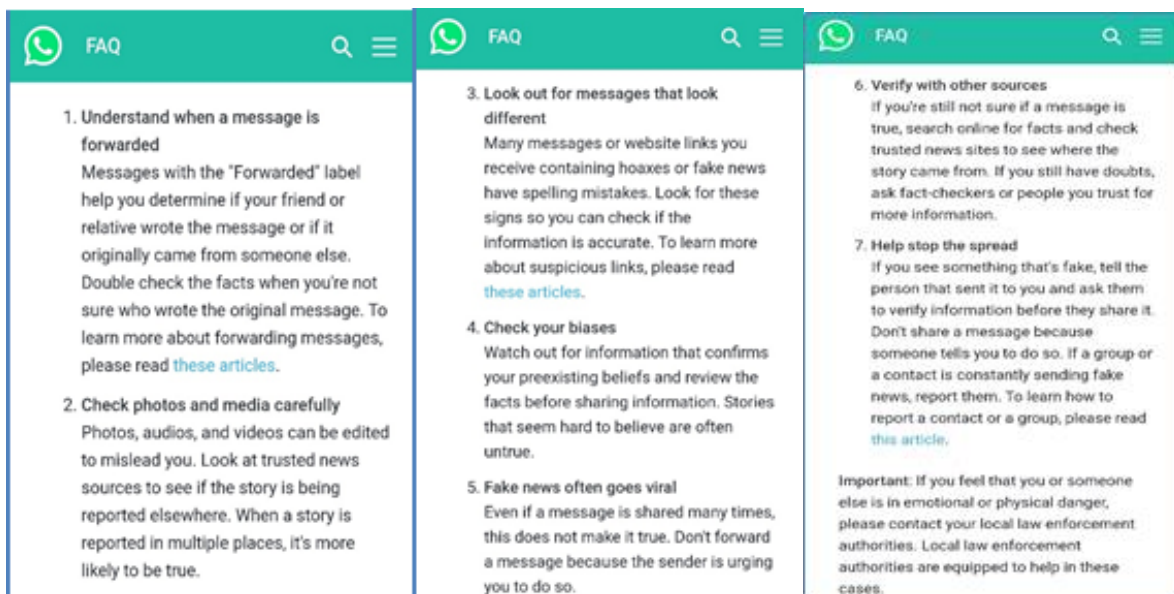 FAQ
1. Understand when a message is
forwarded
Messages with the "Forwarded" label
help you determine if your friend or
relative wrote the message or if it
originally came from someone else.
Double check the facts when you're not
sure who wrote the original message. To
learn more about forwarding messages,
please read these articles.
2. Check photos and media carefully
Photos, audios, and videos can be edited
to mislead you. Look at trusted news
sources to see if the story is being
reported elsewhere. When a story is
reported in multiple places, it's more
likely to be true.
FAQ
3. Look out for messages that look
different
Many messages or website links you
receive containing hoaxes or fake news
have spelling mistakes. Look for these
signs so you can check if the
information is accurate. To learn more
about suspicious links, please read
these articles.
4. Check your biases
Watch out for information that confirms
your preexisting beliefs and review the
facts before sharing information. Stories
that seem hard to believe are often
untrue.
5. Fake news often goes viral
Even if a message is shared many times,
this does not make it true. Don't forward
a message because the sender is urging
you to do so.
FAQ
6. Verify with other sources
If you're still not sure if a message is
true, search online for facts and check
trusted news sites to see where the
story came from. If you still have doubts,
ask fact-checkers or people you trust for
more information.
7. Help stop the spread
If you see something that's fake, tell the
person that sent it to you and ask them
to verify information before they share it.
Don't share a message because
someone tells you to do so. If a group or
a contact is constantly sending fake
news, report them. To learn how to
report a contact or a group, please read
this article.
Important: If you feel that you or someone
else is in emotional or physical danger,
please contact your local law enforcement
authorities. Local law enforcement
authorities are equipped to help in these
cases.